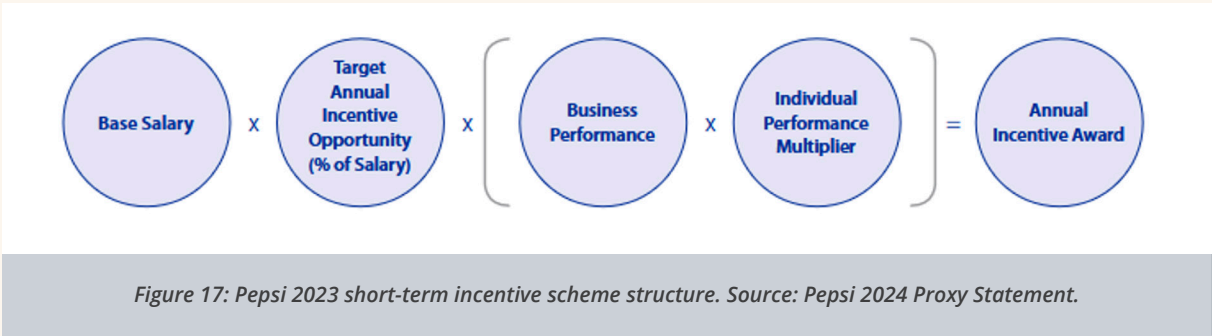 Base Salary
x
Target
Annual
Incentive
Opportunity
(% of Salary)
x
Business
Performance
x
Individual
Performance
Multiplier
=
Annual
Incentive Award
Figure 17: Pepsi 2023 short-term incentive scheme structure. Source: Pepsi 2024 Proxy Statement.